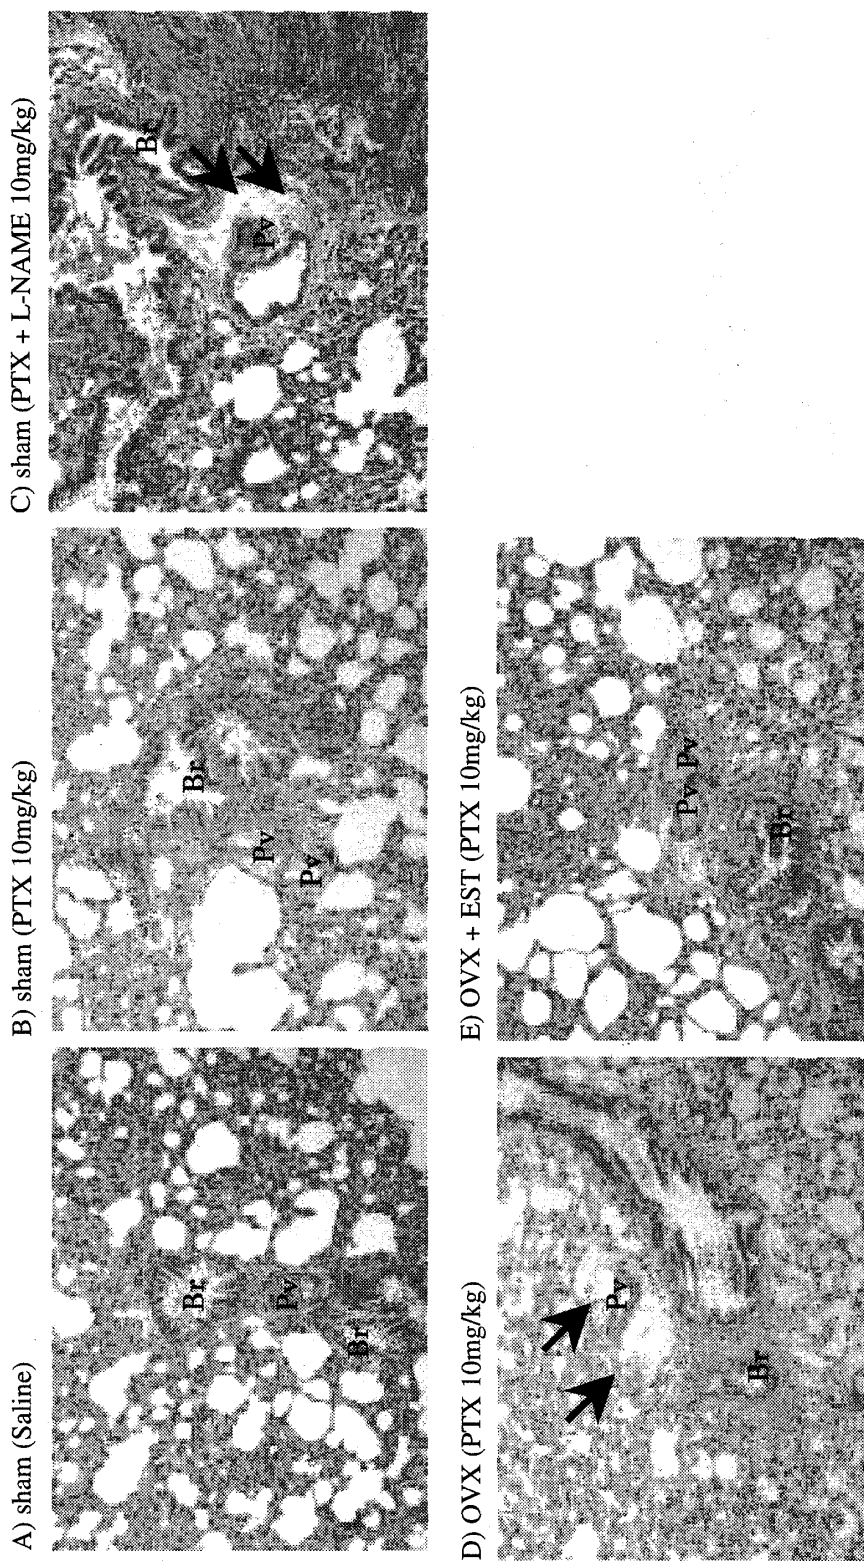 A) sham (Saline)
Br
Pv
Br
B) sham (PTX 10mg/kg)
Br
Pv
Pv
C) sham (PTX + L-NAME 10mg/kg)
Br
Pv
D) OVX (PTX 10mg/kg)
Pv
Br
E) OVX + EST (PTX 10mg/kg)
Pv Pv
Br